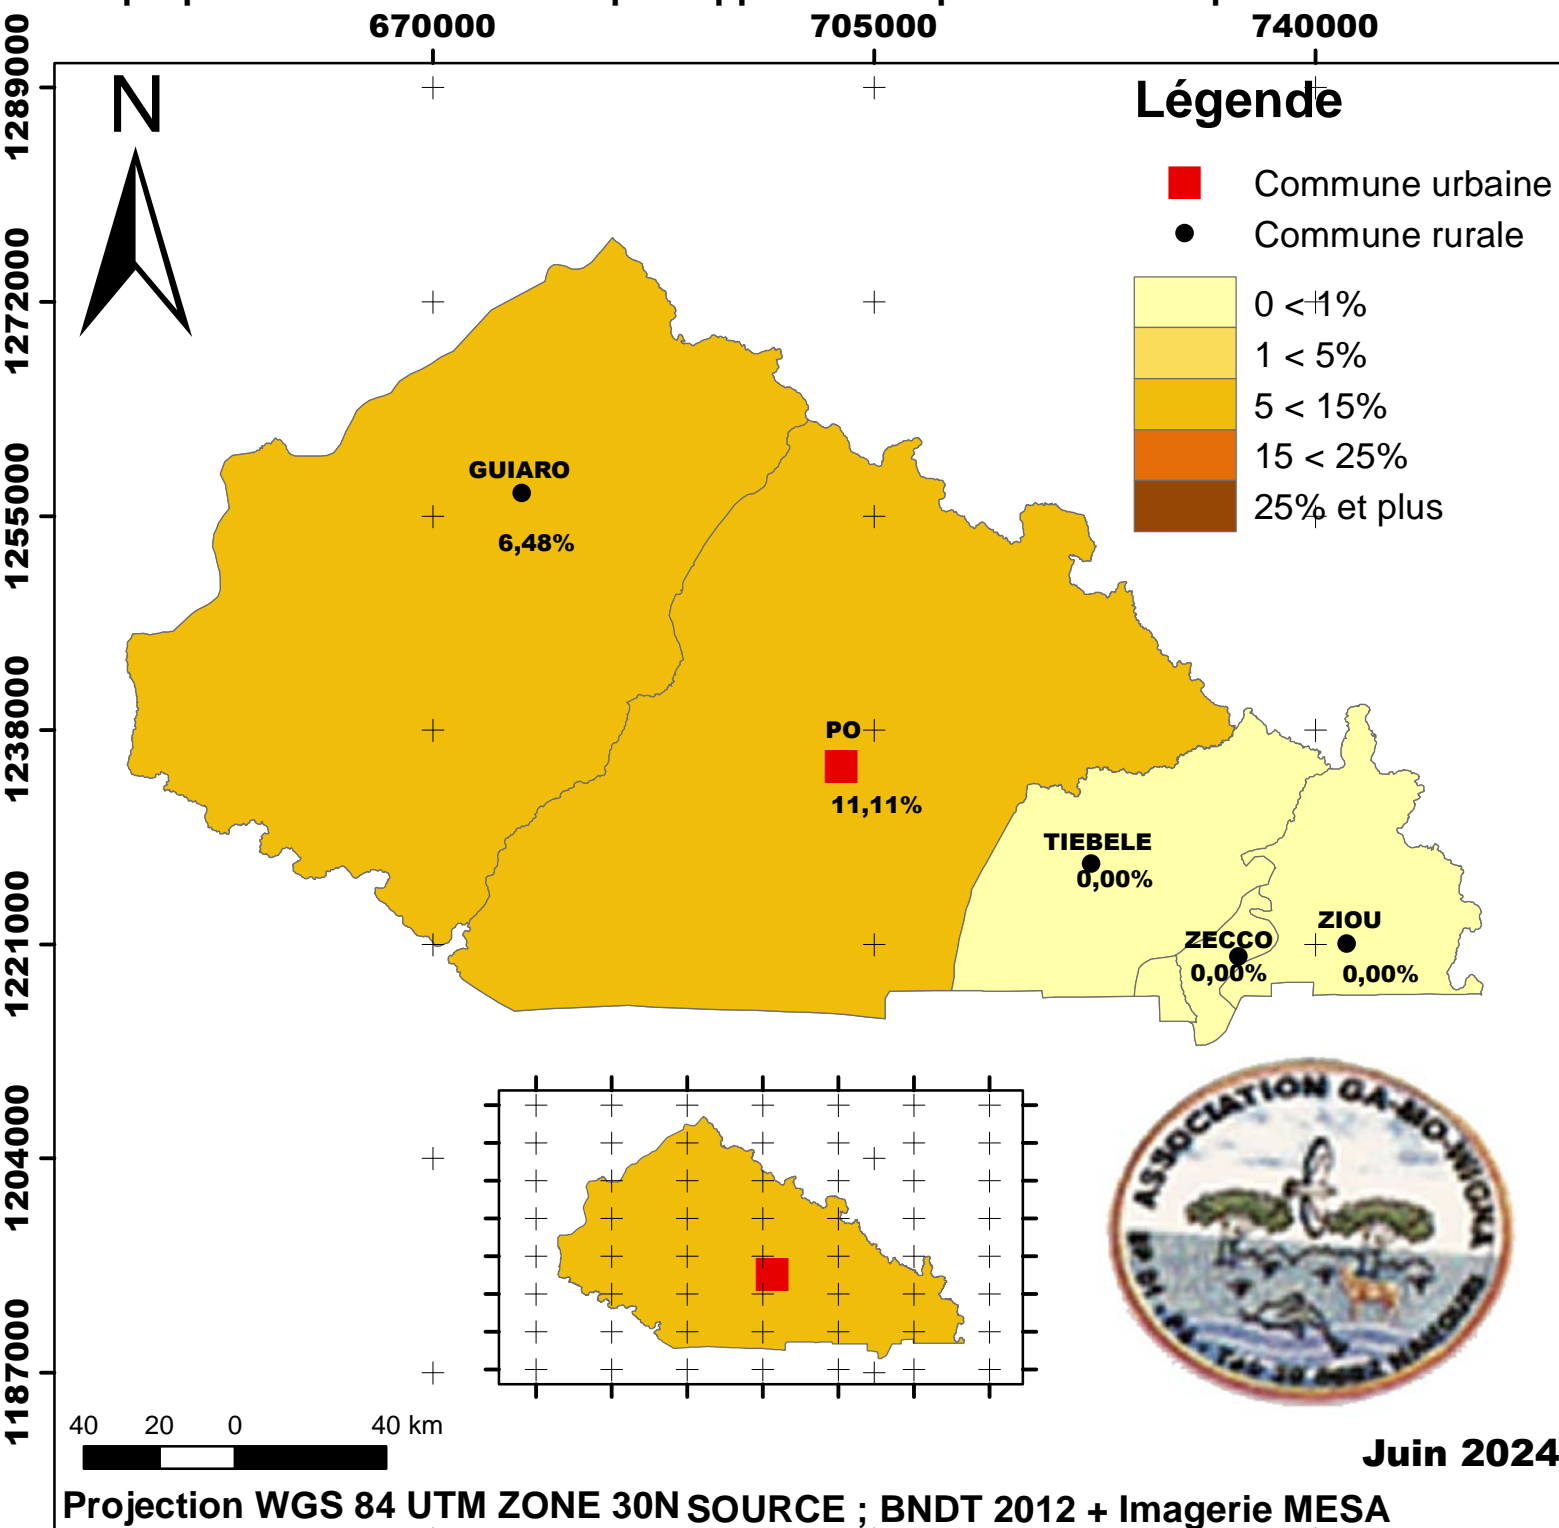 670000 705000 740000
1289000
1272000
1255000
1238000
1221000
1204000
1187000
N
Légende
Commune urbaine
Commune rurale
0 < 1%
1 < 5%
5 < 15%
15 < 25%
25% et plus
GUIARO
6,48%
PO
11,11%
TIEBELE
0,00%
ZECCO
0,00%
ZIOU
0,00%
ASSOCIATION GA-MO-WIGNA
NAHOURI
40 20 0 40 km
Juin 2024
Projection WGS 84 UTM ZONE 30N SOURCE ; BNDT 2012 + Imagerie MESA